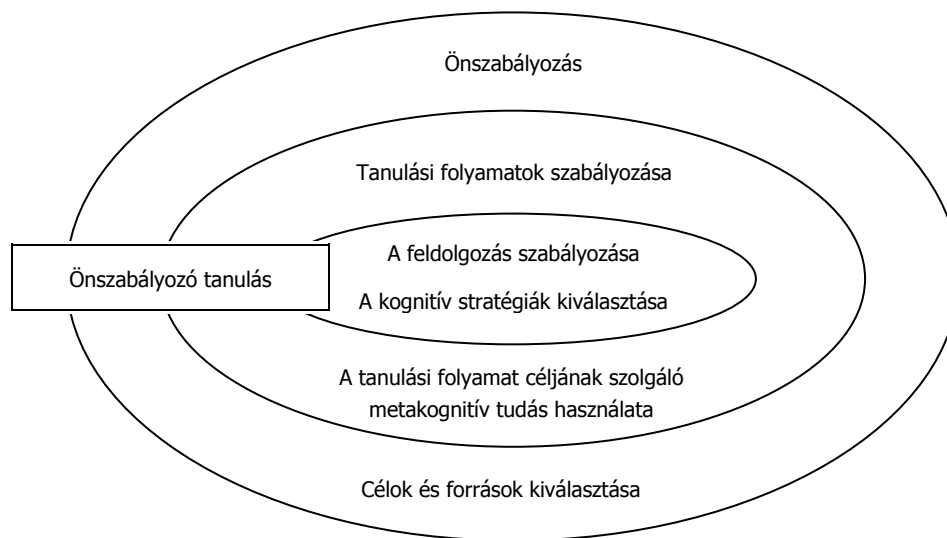 Önszabályozás
Tanulási folyamatok szabályozása
A feldolgozás szabályozása
Önszabályozó tanulás
A kognitív stratégiák kiválasztása
A tanulási folyamat céljának szolgáló
metakognitív tudás használata
Célok és források kiválasztása